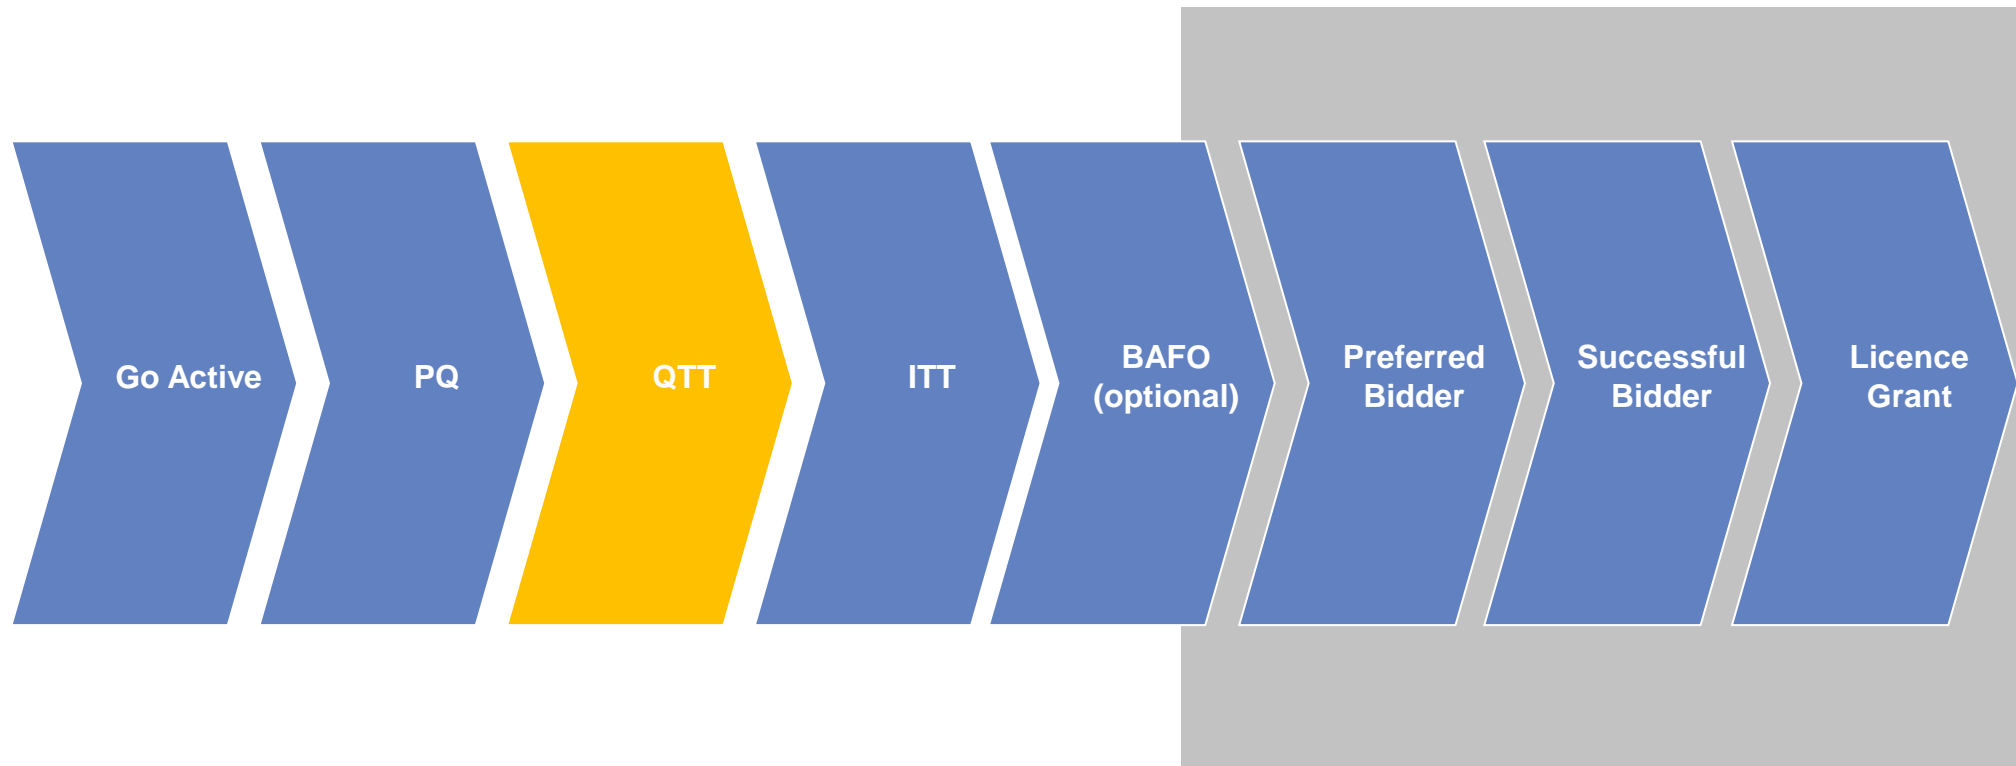 Go Active
PQ
QTT
ITT
BAFO
(optional)
Preferred
Bidder
Successful
Bidder
Licence
Grant